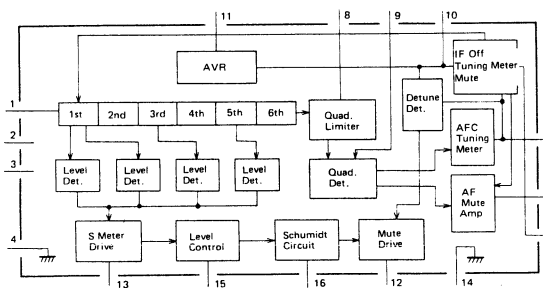 11
8
9
10
AVR
IF Off
Tuning Meter
Mute
1
1st
2nd
3rd
4th
5th
6th
Quad.
Limiter
Detune
Det.
AFC
Tuning
Meter
2
3
Level
Det.
Level
Det.
Level
Det.
Level
Det.
Quad.
Det.
AF
Mute
Amp
4
S Meter
Drive
Level
Control
Schumidt
Circuit
Mute
Drive
13
15
16
12
14